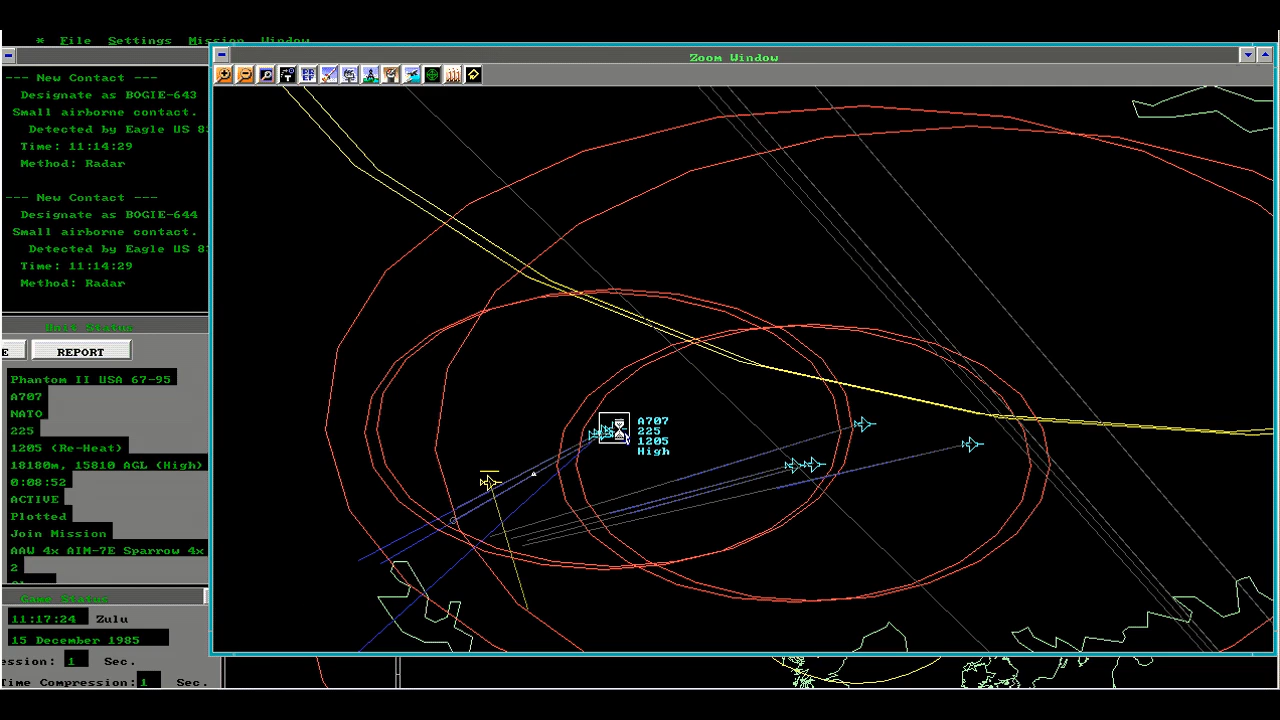 * File Settings Mission Window
Zoom Window
--- New Contact ---
Designate as BOGIE-643
Small airborne contact.
Detected by Eagle US 8
Time: 11:14:29
Method: Radar
--- New Contact ---
Designate as BOGIE-644
Small airborne contact.
Detected by Eagle US 8
Time: 11:14:29
Method: Radar
Unit Status
E REPORT
Phantom II USA 67-95
A707
NATO
225
1205 (Re-Heat)
18180m, 15810 AGL (High)
0:08:52
ACTIVE
Plotted
Join Mission
AAW 4x AIM-7E Sparrow 4x
2
Game Status
11:17:24 Zulu
15 December 1985
ession: 1 Sec.
Time Compression: 1 Sec.
A707
225
1205
High
EP